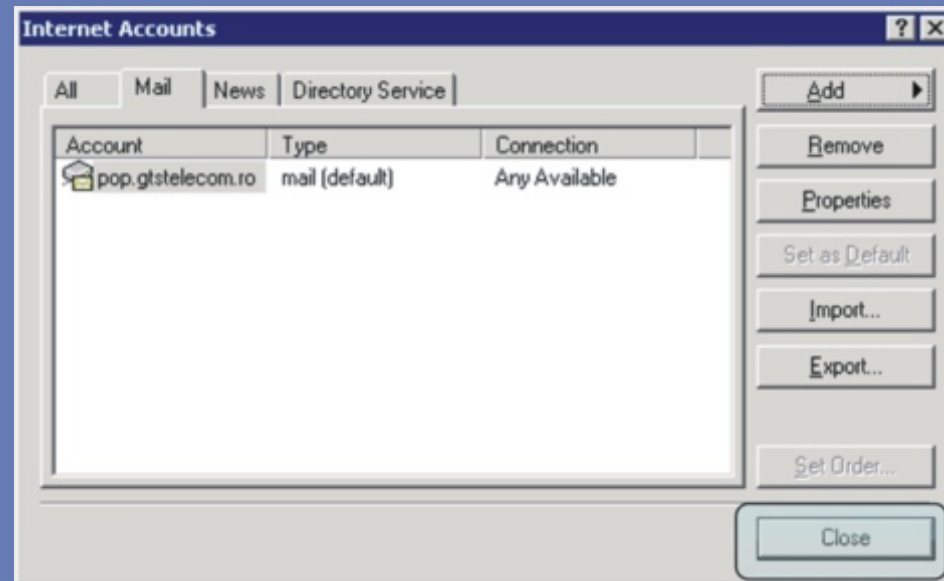 Internet Accounts
All Mail News Directory Service
Add
Account Type Connection
Remove
pop.gtstelecom.ro mail (default) Any Available
Properties
Set as Default
Import...
Export...
Set Order...
Close